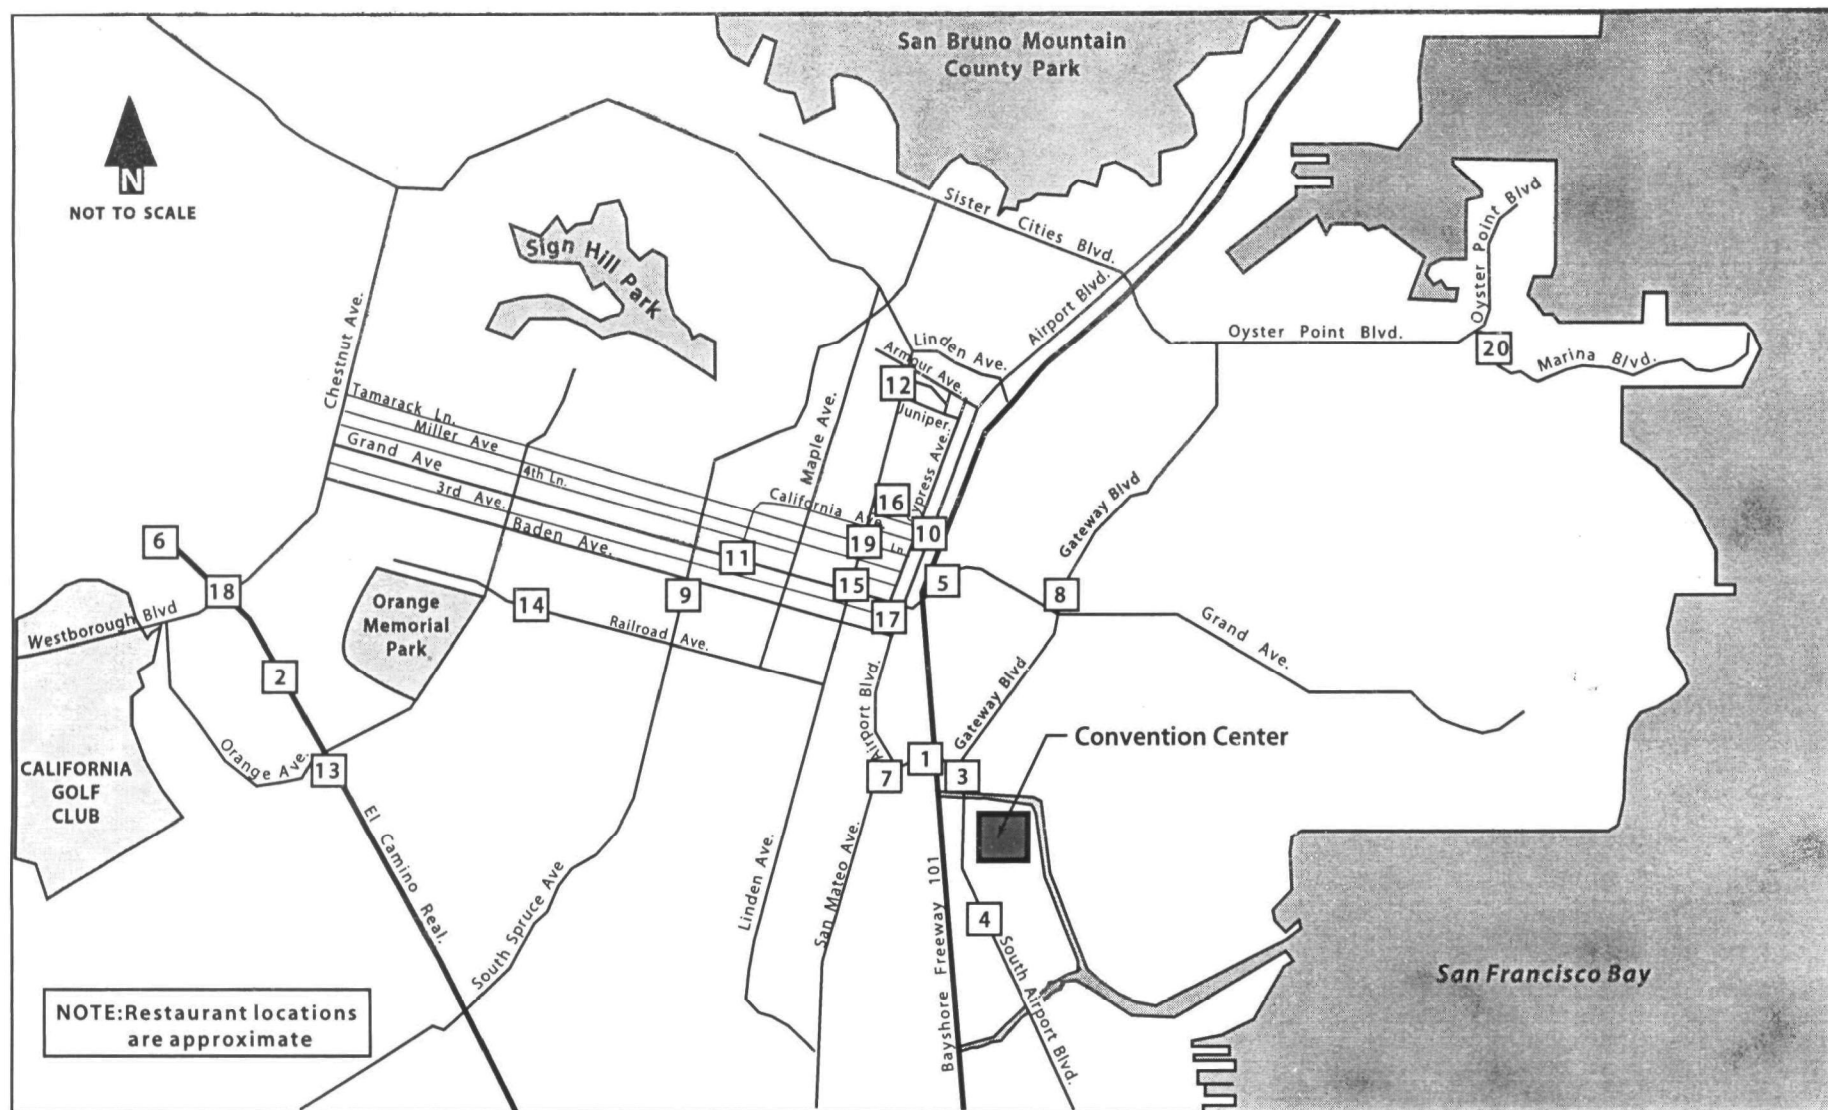 San Bruno Mountain
County Park
N
NOT TO SCALE
Sister Cities Blvd.
Oyster Point Blvd
Sign Hill Park
Chestnut Ave.
Airport Blvd.
Oyster Point Blvd.
Linden Ave.
Armour Ave.
20
Marina Blvd.
12
Juniper.
Tamarack Ln.
Miller Ave
Grand Ave
4th Ln.
3rd Ave.
Baden Ave.
Maple Ave.
California Ave.
ypress Ave.
Ln
Gateway Blvd
16
10
19
11
6
18
15
5
8
9
14
17
Westborough Blvd
Orange
Memorial
Park
Railroad Ave.
Grand Ave.
2
Airport Blvd.
Gateway Blvd
Convention Center
Orange Ave.
13
1
7
3
CALIFORNIA
GOLF
CLUB
El Camino Real.
South Spruce Ave
Linden Ave.
San Mateo Ave.
Bayshore Freeway 101
4
South Airport Blvd.
San Francisco Bay
NOTE:Restaurant locations
are approximate